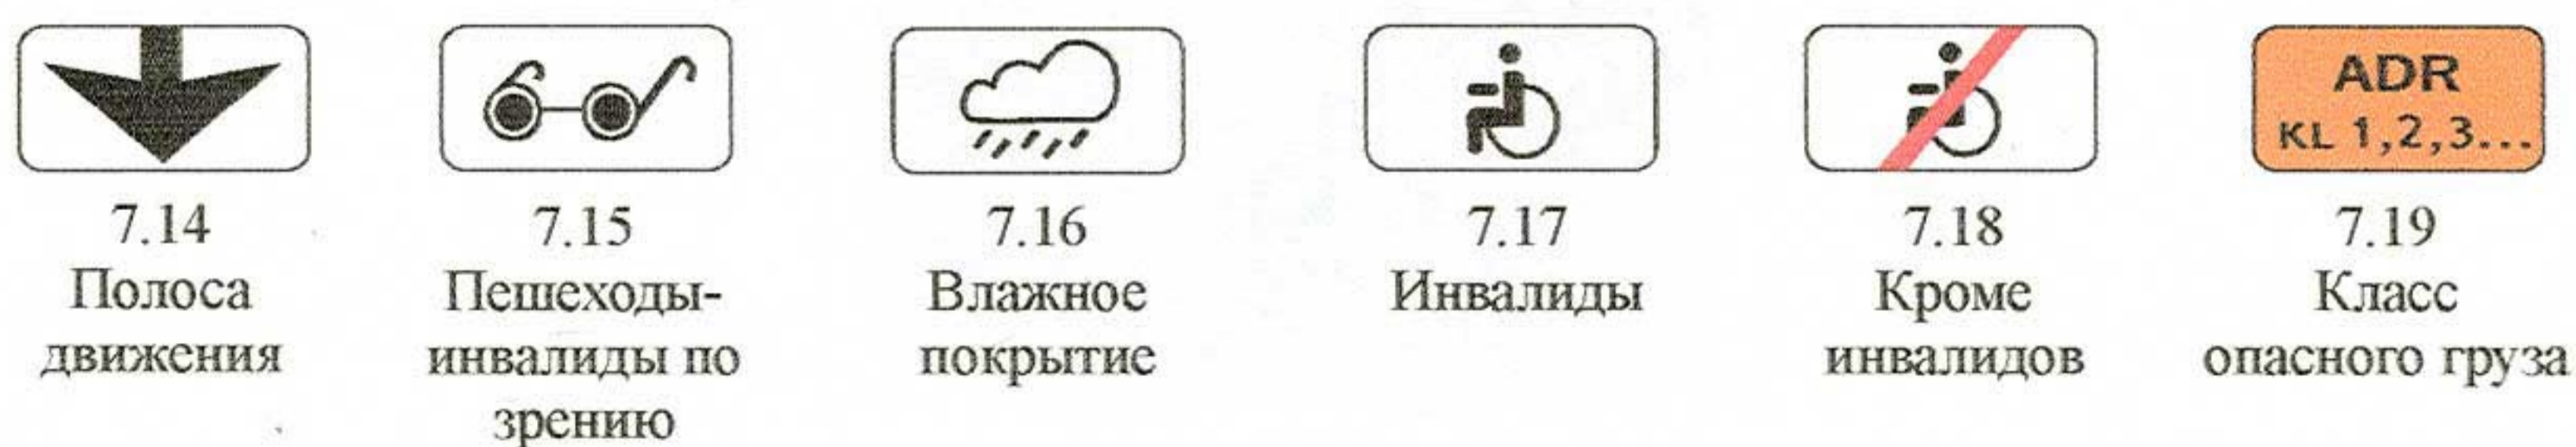 ADR
KL 1,2,3...
7.14
Полоса
движения
7.15
Пешеходы-
инвалиды по
зрению
7.16
Влажное
покрытие
7.17
Инвалиды
7.18
Кроме
инвалидов
7.19
Класс
опасного груза